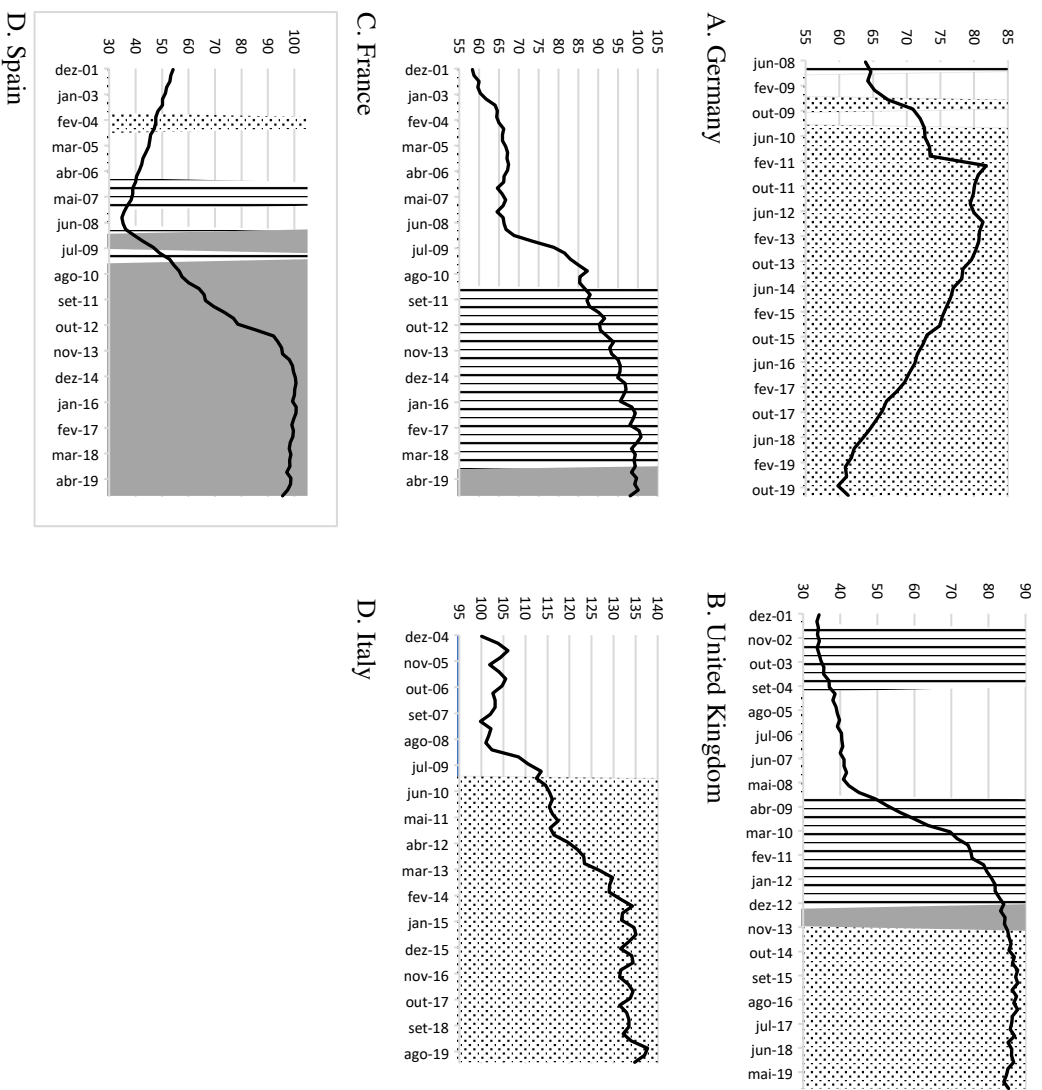 A. Germany
55 60 65 70 75 80 85
jun-08
fev-09
out-09
jun-10
fev-11
out-11
jun-12
fev-13
out-13
jun-14
fev-15
out-15
jun-16
fev-17
out-17
jun-18
fev-19
out-19
B. United Kingdom
30 40 50 60 70 80 90
dez-01
nov-02
out-03
set-04
ago-05
jul-06
jun-07
mai-08
abr-09
mar-10
fev-11
jan-12
dez-12
nov-13
out-14
set-15
ago-16
jul-17
jun-18
mai-19
C. France
55 60 65 70 75 80 85 90 95 100 105
dez-01
jan-03
fev-04
mar-05
abr-06
mai-07
jun-08
jul-09
ago-10
set-11
out-12
nov-13
dez-14
jan-16
fev-17
mar-18
abr-19
D. Italy
95 100 105 110 115 120 125 130 135 140
dez-04
nov-05
out-06
set-07
ago-08
jul-09
jun-10
mai-11
abr-12
mar-13
fev-14
jan-15
dez-15
nov-16
out-17
set-18
ago-19
D. Spain
30 40 50 60 70 80 90 100
dez-01
jan-03
fev-04
mar-05
abr-06
mai-07
jun-08
jul-09
ago-10
set-11
out-12
nov-13
dez-14
jan-16
fev-17
mar-18
abr-19